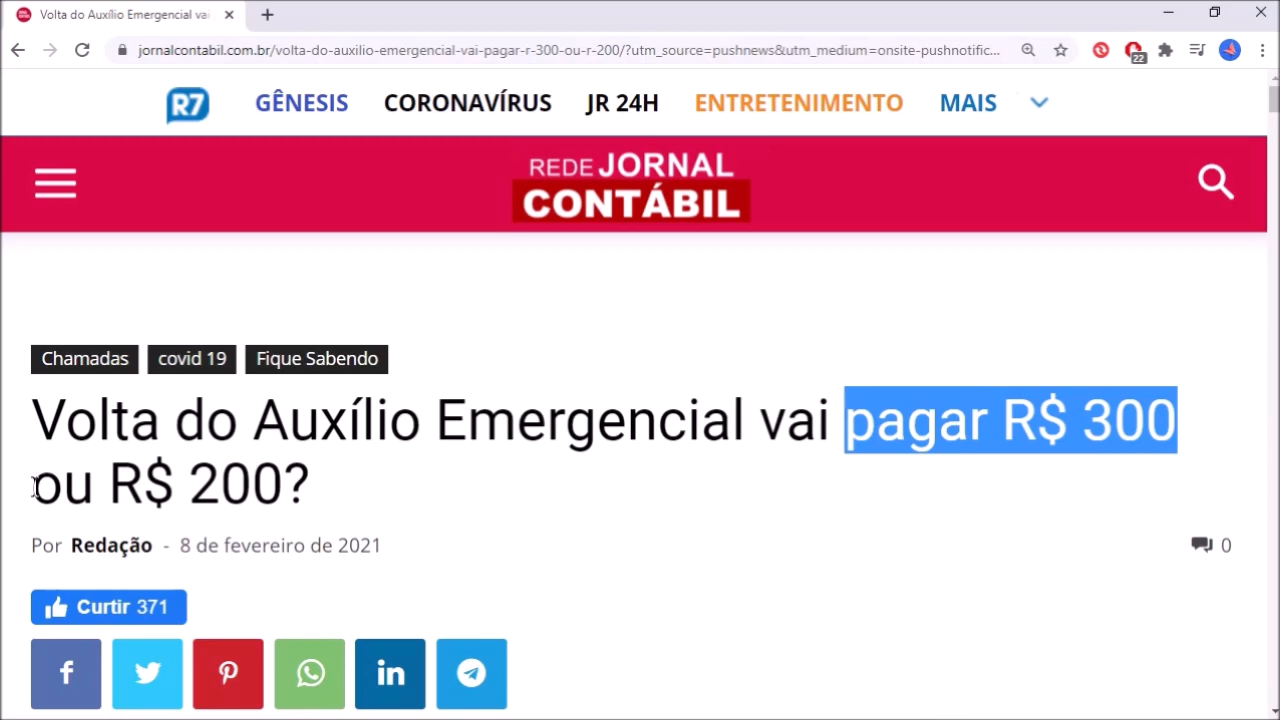 Volta do Auxílio Emergencial vai
jornalcontabil.com.br/volta-do-auxilio-emergencial-vai-pagar-r-300-ou-r-200/?utm_source=pushnews&utm_medium=onsite-pushnotific...
22
R7 GÊNESIS CORONAVÍRUS JR 24H ENTRETENIMENTO MAIS
REDE JORNAL
CONTÁBIL
Chamadas covid 19 Fique Sabendo
Volta do Auxílio Emergencial vai pagar R$ 300
ou R$ 200?
Por Redação - 8 de fevereiro de 2021 0
Curtir 371